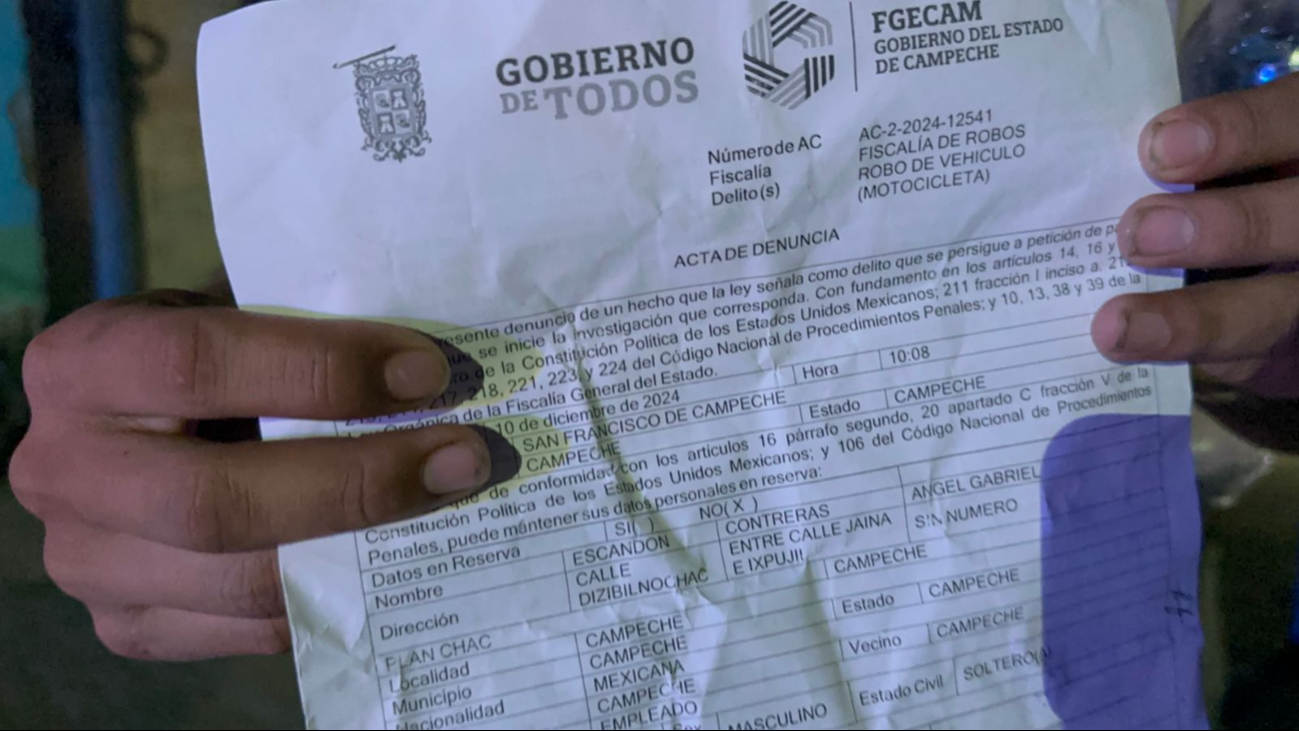 GOBIERNO
DE TODOS
FGECAM
GOBIERNO DEL ESTADO
DE CAMPECHE
Número de AC AC-2-2024-12541
Fiscalía FISCALÍA DE ROBOS
Delito(s) ROBO DE VEHICULO
(MOTOCICLETA)
ACTA DE DENUNCIA
denuncia de un hecho que la ley señala como delito que se persigue a petición de
se inicie la investigación que corresponda. Con fundamento en los artículos 14, 16 y
de la Constitución Política de los Estados Unidos Mexicanos; 211 fracción I inciso a.
217, 218, 221, 223, y 224 del Código Nacional de Procedimientos Penales; y 10, 13, 38 y 39 de la
Orgánica de la Fiscalía General del Estado.
10 de diciembre de 2024 Hora 10:08
SAN FRANCISCO DE CAMPECHE Estado CAMPECHE
CAMPECHE
de conformidad con los articulos 16 párrafo segundo, 20 apartado C fracción V de la
Constitución Política de los Estados Unidos Mexicanos; y 106 del Código Nacional de Procedimientos
Penales, puede mántener sus datos personales en reserva:
Datos en Reserva SI( ) NO( X )
Nombre ESCANDON CONTRERAS ANGEL GABRIEL
Dirección CALLE DIZIBILNOCHAC ENTRE CALLE JAINA E IXPUJIL S/N NUMERO
PLAN CHAC CAMPECHE CAMPECHE
Localidad CAMPECHE Estado CAMPECHE
Municipio MEXICANA Vecino CAMPECHE
Nacionalidad CAMPECHE Estado Civil SOLTERO(A)
EMPLEADO Sex MASCULINO